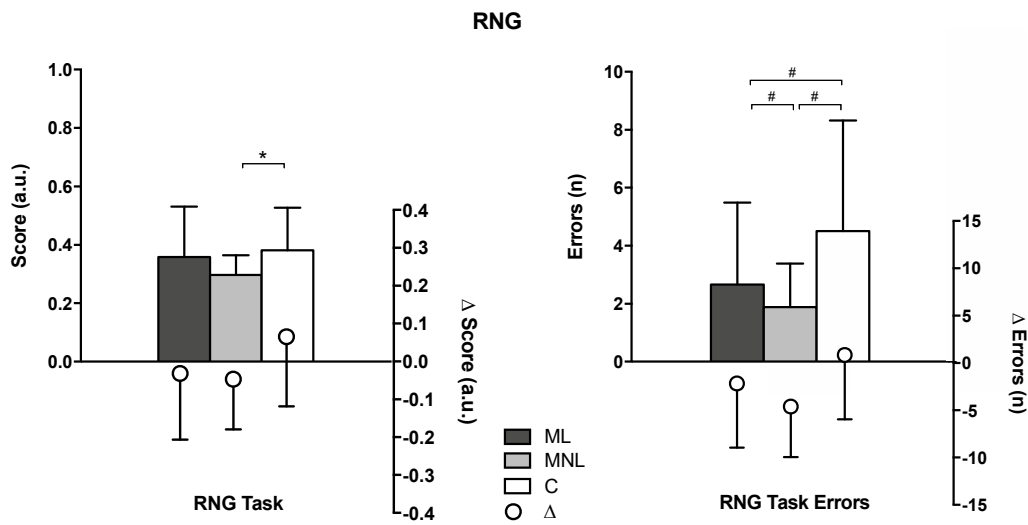 RNG
Score (a.u.)
1.0
0.8
0.6
0.4
0.2
0.0
*
0.4
0.3
0.2
0.1
0.0
-0.1
-0.2
-0.3
-0.4
Δ Score (a.u.)
RNG Task
ML
MNL
C
Δ
Errors (n)
10
8
6
4
2
0
#
#
#
15
10
5
0
-5
-10
-15
Δ Errors (n)
RNG Task Errors